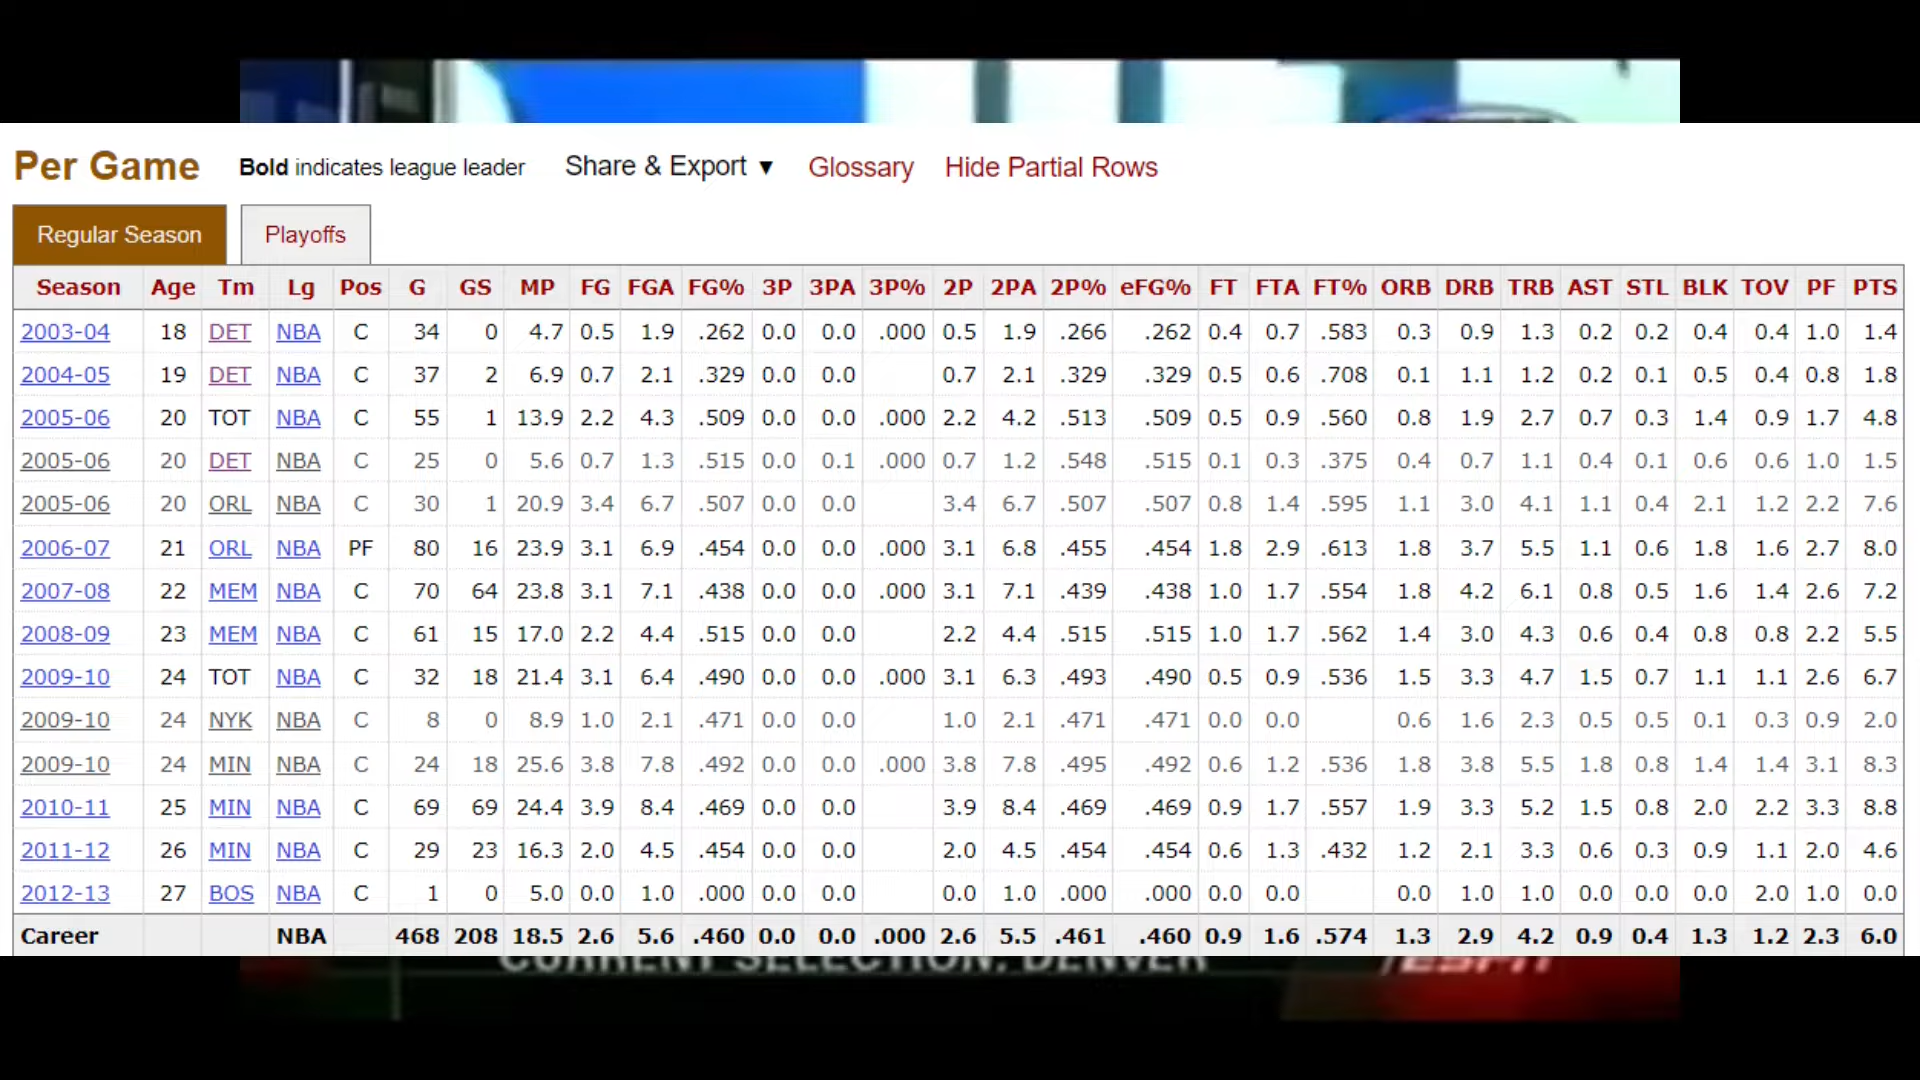 Per Game Bold indicates league leader Share & Export ▼ Glossary Hide Partial Rows
Regular Season Playoffs
Season Age Tm Lg Pos G GS MP FG FGA FG% 3P 3PA 3P% 2P 2PA 2P% eFG% FT FTA FT% ORB DRB TRB AST STL BLK TOV PF PTS
2003-04 18 DET NBA C 34 0 4.7 0.5 1.9 .262 0.0 0.0 .000 0.5 1.9 .266 .262 0.4 0.7 .583 0.3 0.9 1.3 0.2 0.2 0.4 0.4 1.0 1.4
2004-05 19 DET NBA C 37 2 6.9 0.7 2.1 .329 0.0 0.0 0.7 2.1 .329 .329 0.5 0.6 .708 0.1 1.1 1.2 0.2 0.1 0.5 0.4 0.8 1.8
2005-06 20 TOT NBA C 55 1 13.9 2.2 4.3 .509 0.0 0.0 .000 2.2 4.2 .513 .509 0.5 0.9 .560 0.8 1.9 2.7 0.7 0.3 1.4 0.9 1.7 4.8
2005-06 20 DET NBA C 25 0 5.6 0.7 1.3 .515 0.0 0.1 .000 0.7 1.2 .548 .515 0.1 0.3 .375 0.4 0.7 1.1 0.4 0.1 0.6 0.6 1.0 1.5
2005-06 20 ORL NBA C 30 1 20.9 3.4 6.7 .507 0.0 0.0 3.4 6.7 .507 .507 0.8 1.4 .595 1.1 3.0 4.1 1.1 0.4 2.1 1.2 2.2 7.6
2006-07 21 ORL NBA PF 80 16 23.9 3.1 6.9 .454 0.0 0.0 .000 3.1 6.8 .455 .454 1.8 2.9 .613 1.8 3.7 5.5 1.1 0.6 1.8 1.6 2.7 8.0
2007-08 22 MEM NBA C 70 64 23.8 3.1 7.1 .438 0.0 0.0 .000 3.1 7.1 .439 .438 1.0 1.7 .554 1.8 4.2 6.1 0.8 0.5 1.6 1.4 2.6 7.2
2008-09 23 MEM NBA C 61 15 17.0 2.2 4.4 .515 0.0 0.0 2.2 4.4 .515 .515 1.0 1.7 .562 1.4 3.0 4.3 0.6 0.4 0.8 0.8 2.2 5.5
2009-10 24 TOT NBA C 32 18 21.4 3.1 6.4 .490 0.0 0.0 .000 3.1 6.3 .493 .490 0.5 0.9 .536 1.5 3.3 4.7 1.5 0.7 1.1 1.1 2.6 6.7
2009-10 24 NYK NBA C 8 0 8.9 1.0 2.1 .471 0.0 0.0 1.0 2.1 .471 .471 0.0 0.0 0.6 1.6 2.3 0.5 0.5 0.1 0.3 0.9 2.0
2009-10 24 MIN NBA C 24 18 25.6 3.8 7.8 .492 0.0 0.0 .000 3.8 7.8 .495 .492 0.6 1.2 .536 1.8 3.8 5.5 1.8 0.8 1.4 1.4 3.1 8.3
2010-11 25 MIN NBA C 69 69 24.4 3.9 8.4 .469 0.0 0.0 3.9 8.4 .469 .469 0.9 1.7 .557 1.9 3.3 5.2 1.5 0.8 2.0 2.2 3.3 8.8
2011-12 26 MIN NBA C 29 23 16.3 2.0 4.5 .454 0.0 0.0 2.0 4.5 .454 .454 0.6 1.3 .432 1.2 2.1 3.3 0.6 0.3 0.9 1.1 2.0 4.6
2012-13 27 BOS NBA C 1 0 5.0 0.0 1.0 .000 0.0 0.0 0.0 1.0 .000 .000 0.0 0.0 0.0 1.0 1.0 0.0 0.0 0.0 2.0 1.0 0.0
Career NBA 468 208 18.5 2.6 5.6 .460 0.0 0.0 .000 2.6 5.5 .461 .460 0.9 1.6 .574 1.3 2.9 4.2 0.9 0.4 1.3 1.2 2.3 6.0
CURRENT SELECTION, DENVER ESPN